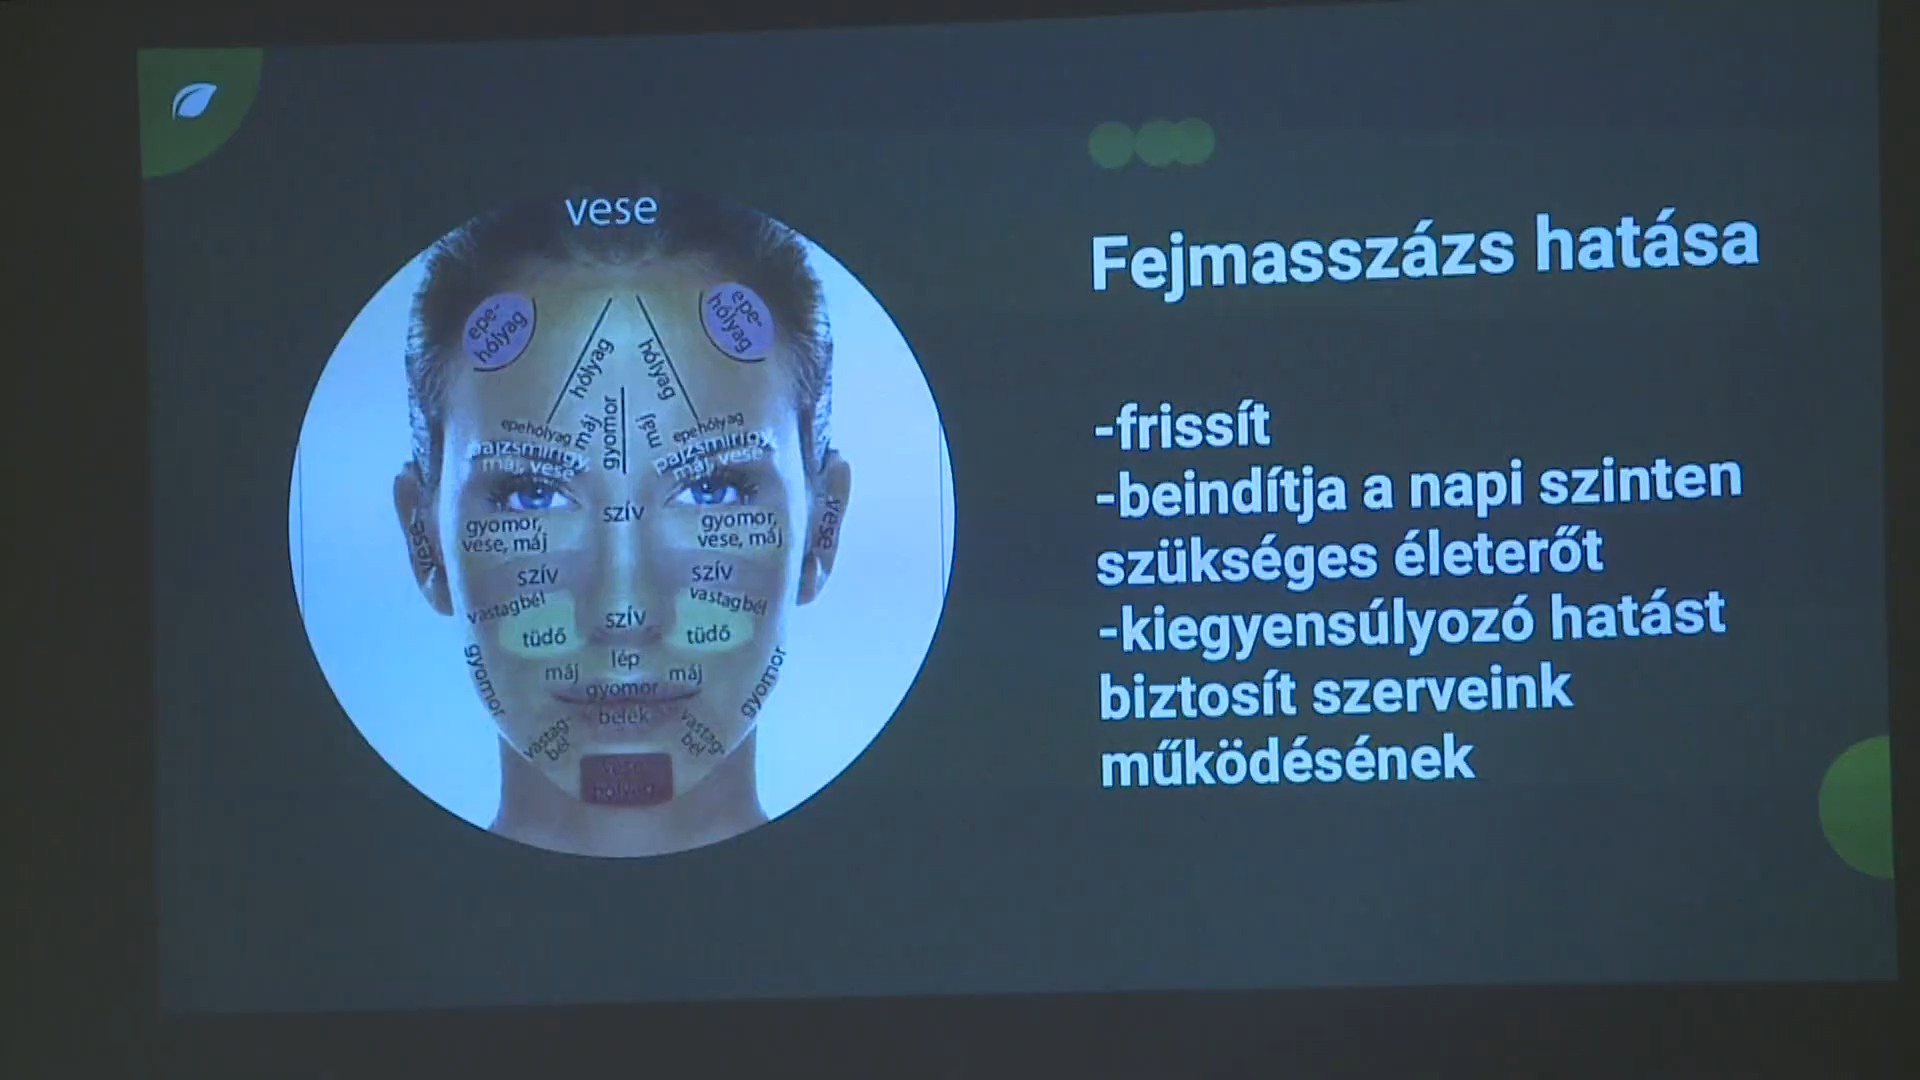 vese
epe-
hólyag
epe-
hólyag
hólyag
hólyag
máj
gyomor
máj
epehólyag
epehólyag
pajzsmirigy,
máj, vese
pajzsmirigy,
máj, vese
szív
gyomor,
vese, máj
gyomor,
vese, máj
vese
vese
szív
szív
vastagbél
vastagbél
szív
tüdő
tüdő
lép
máj
máj
gyomor
gyomor
gyomor
belek
vastag-
bél
vastag-
bél
vese
hólyag
Fejmasszázs hatása
-frissít
-beindítja a napi szinten
szükséges életerőt
-kiegyensúlyozó hatást
biztosít szerveink
működésének